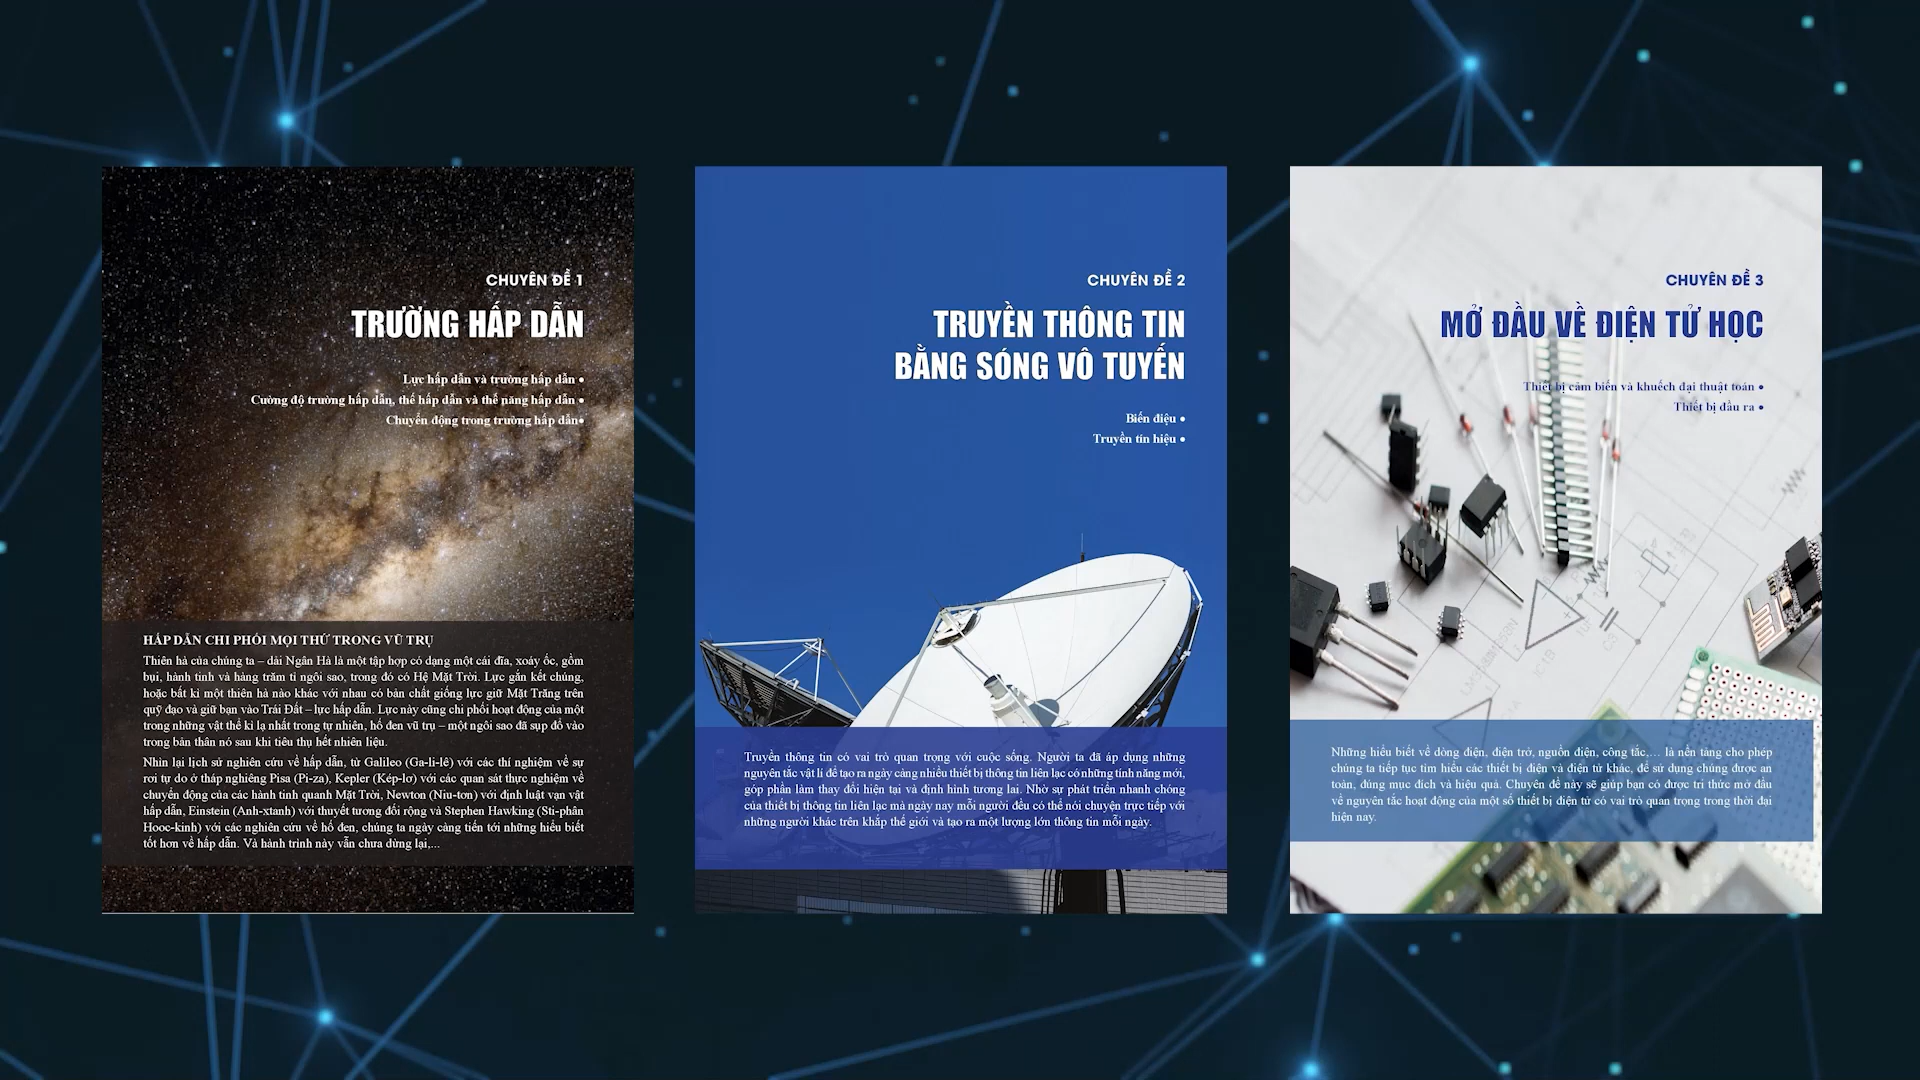 CHUYÊN ĐỀ 1
TRƯỜNG HẤP DẪN
Lực hấp dẫn và trường hấp dẫn •
Cường độ trường hấp dẫn, thế hấp dẫn và thế năng hấp dẫn •
Chuyển động trong trường hấp dẫn•
HẤP DẪN CHI PHỐI MỌI THỨ TRONG VŨ TRỤ
Thiên hà của chúng ta – dải Ngân Hà là một tập hợp có dạng một cái đĩa, xoáy ốc, gồm
bụi, hành tinh và hàng trăm tỉ ngôi sao, trong đó có Hệ Mặt Trời. Lực gắn kết chúng,
hoặc bất kì một thiên hà nào khác với nhau có bản chất giống lực giữ Mặt Trăng trên
quỹ đạo và giữ bạn vào Trái Đất – lực hấp dẫn. Lực này cũng chi phối hoạt động của một
trong những vật thể kì lạ nhất trong tự nhiên, hố đen vũ trụ – một ngôi sao đã sụp đổ vào
trong bản thân nó sau khi tiêu thụ hết nhiên liệu.
Nhìn lại lịch sử nghiên cứu về hấp dẫn, từ Galileo (Ga-li-lê) với các thí nghiệm về sự
rơi tự do ở tháp nghiêng Pisa (Pi-za), Kepler (Kép-lơ) với các quan sát thực nghiệm về
chuyển động của các hành tinh quanh Mặt Trời, Newton (Niu-tơn) với định luật vạn vật
hấp dẫn, Einstein (Anh-xtanh) với thuyết tương đối rộng và Stephen Hawking (Sti-phân
Hooc-kinh) với các nghiên cứu về hố đen, chúng ta ngày càng tiến tới những hiểu biết
tốt hơn về hấp dẫn. Và hành trình này vẫn chưa dừng lại,...
CHUYÊN ĐỀ 2
TRUYỀN THÔNG TIN
BẰNG SÓNG VÔ TUYẾN
Biến điệu •
Truyền tín hiệu •
Truyền thông tin có vai trò quan trọng với cuộc sống. Người ta đã áp dụng những
nguyên tắc vật lí để tạo ra ngày càng nhiều thiết bị thông tin liên lạc có những tính năng mới,
góp phần làm thay đổi hiện tại và định hình tương lai. Nhờ sự phát triển nhanh chóng
của thiết bị thông tin liên lạc mà ngày nay mỗi người đều có thể nói chuyện trực tiếp với
những người khác trên khắp thế giới và tạo ra một lượng lớn thông tin mỗi ngày.
CHUYÊN ĐỀ 3
MỞ ĐẦU VỀ ĐIỆN TỬ HỌC
Thiết bị cảm biến và khuếch đại thuật toán •
Thiết bị đầu ra •
Những hiểu biết về dòng điện, điện trở, nguồn điện, công tắc,… là nền tảng cho phép
chúng ta tiếp tục tìm hiểu các thiết bị điện và điện tử khác, để sử dụng chúng được an
toàn, đúng mục đích và hiệu quả. Chuyên đề này sẽ giúp bạn có được tri thức mở đầu
về nguyên tắc hoạt động của một số thiết bị điện tử có vai trò quan trọng trong thời đại
hiện nay.